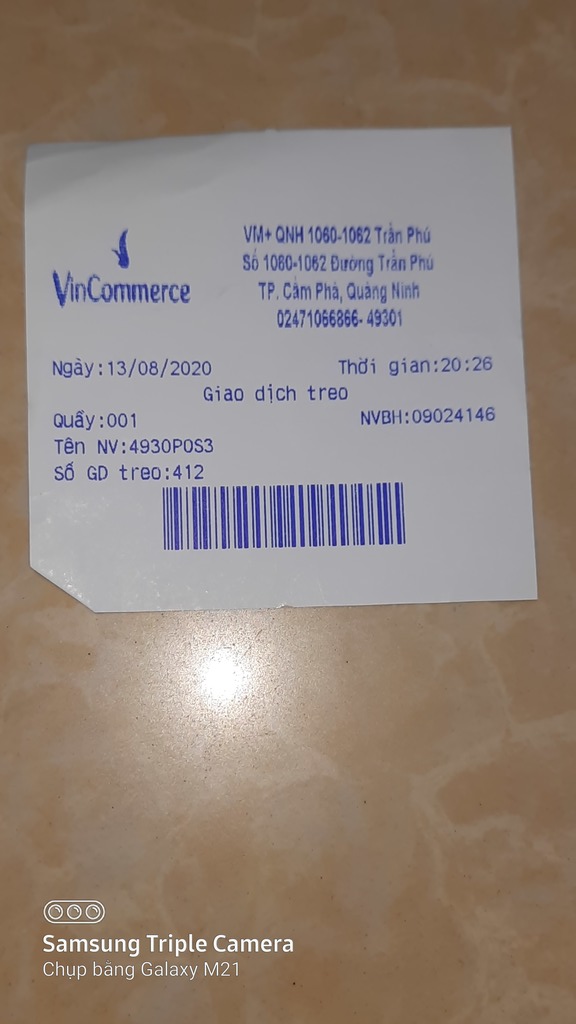 VinCommerce
VM+ QNH 1060-1062 Trần Phú
Số 1060-1062 Đường Trần Phú
TP. Cẩm Phả, Quảng Ninh
02471066866- 49301
Ngày:13/08/2020 Thời gian:20:26
Giao dịch treo
Quầy:001 NVBH:09024146
Tên NV:4930POS3
Số GD treo:412
Samsung Triple Camera
Chụp bằng Galaxy M21